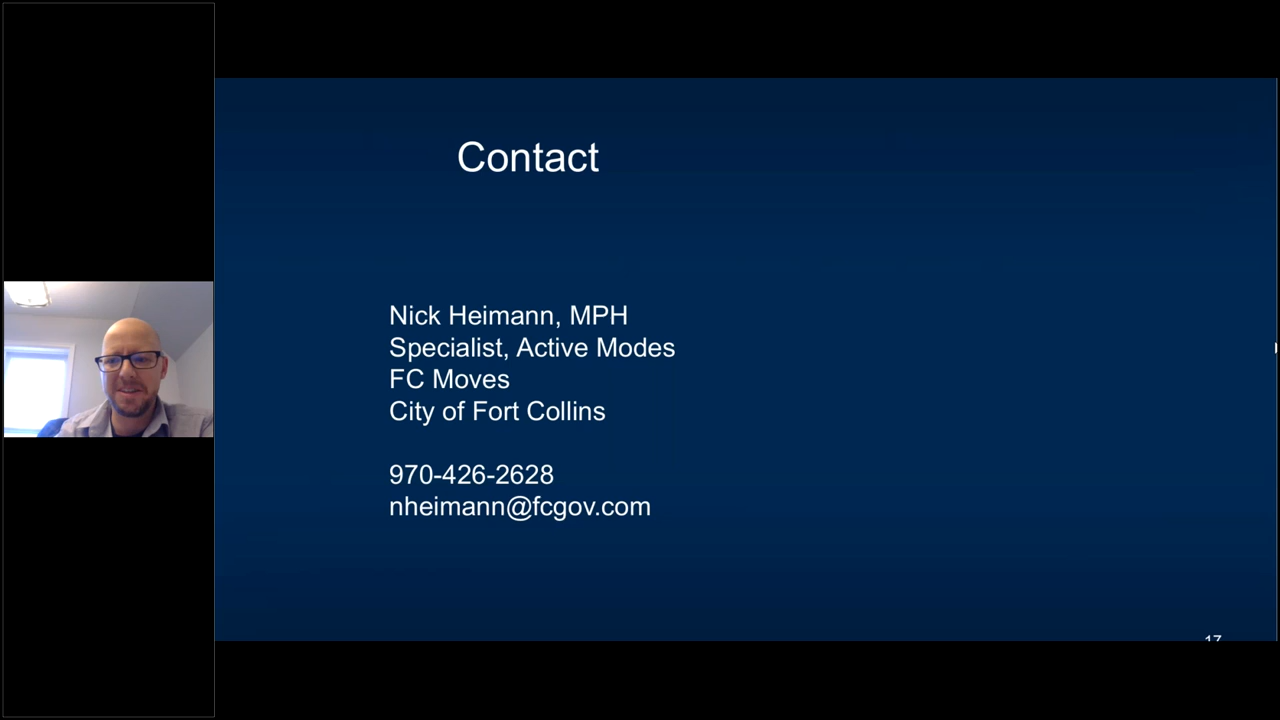 Contact
Nick Heimann, MPH
Specialist, Active Modes
FC Moves
City of Fort Collins
970-426-2628
nheimann@fcgov.com
17